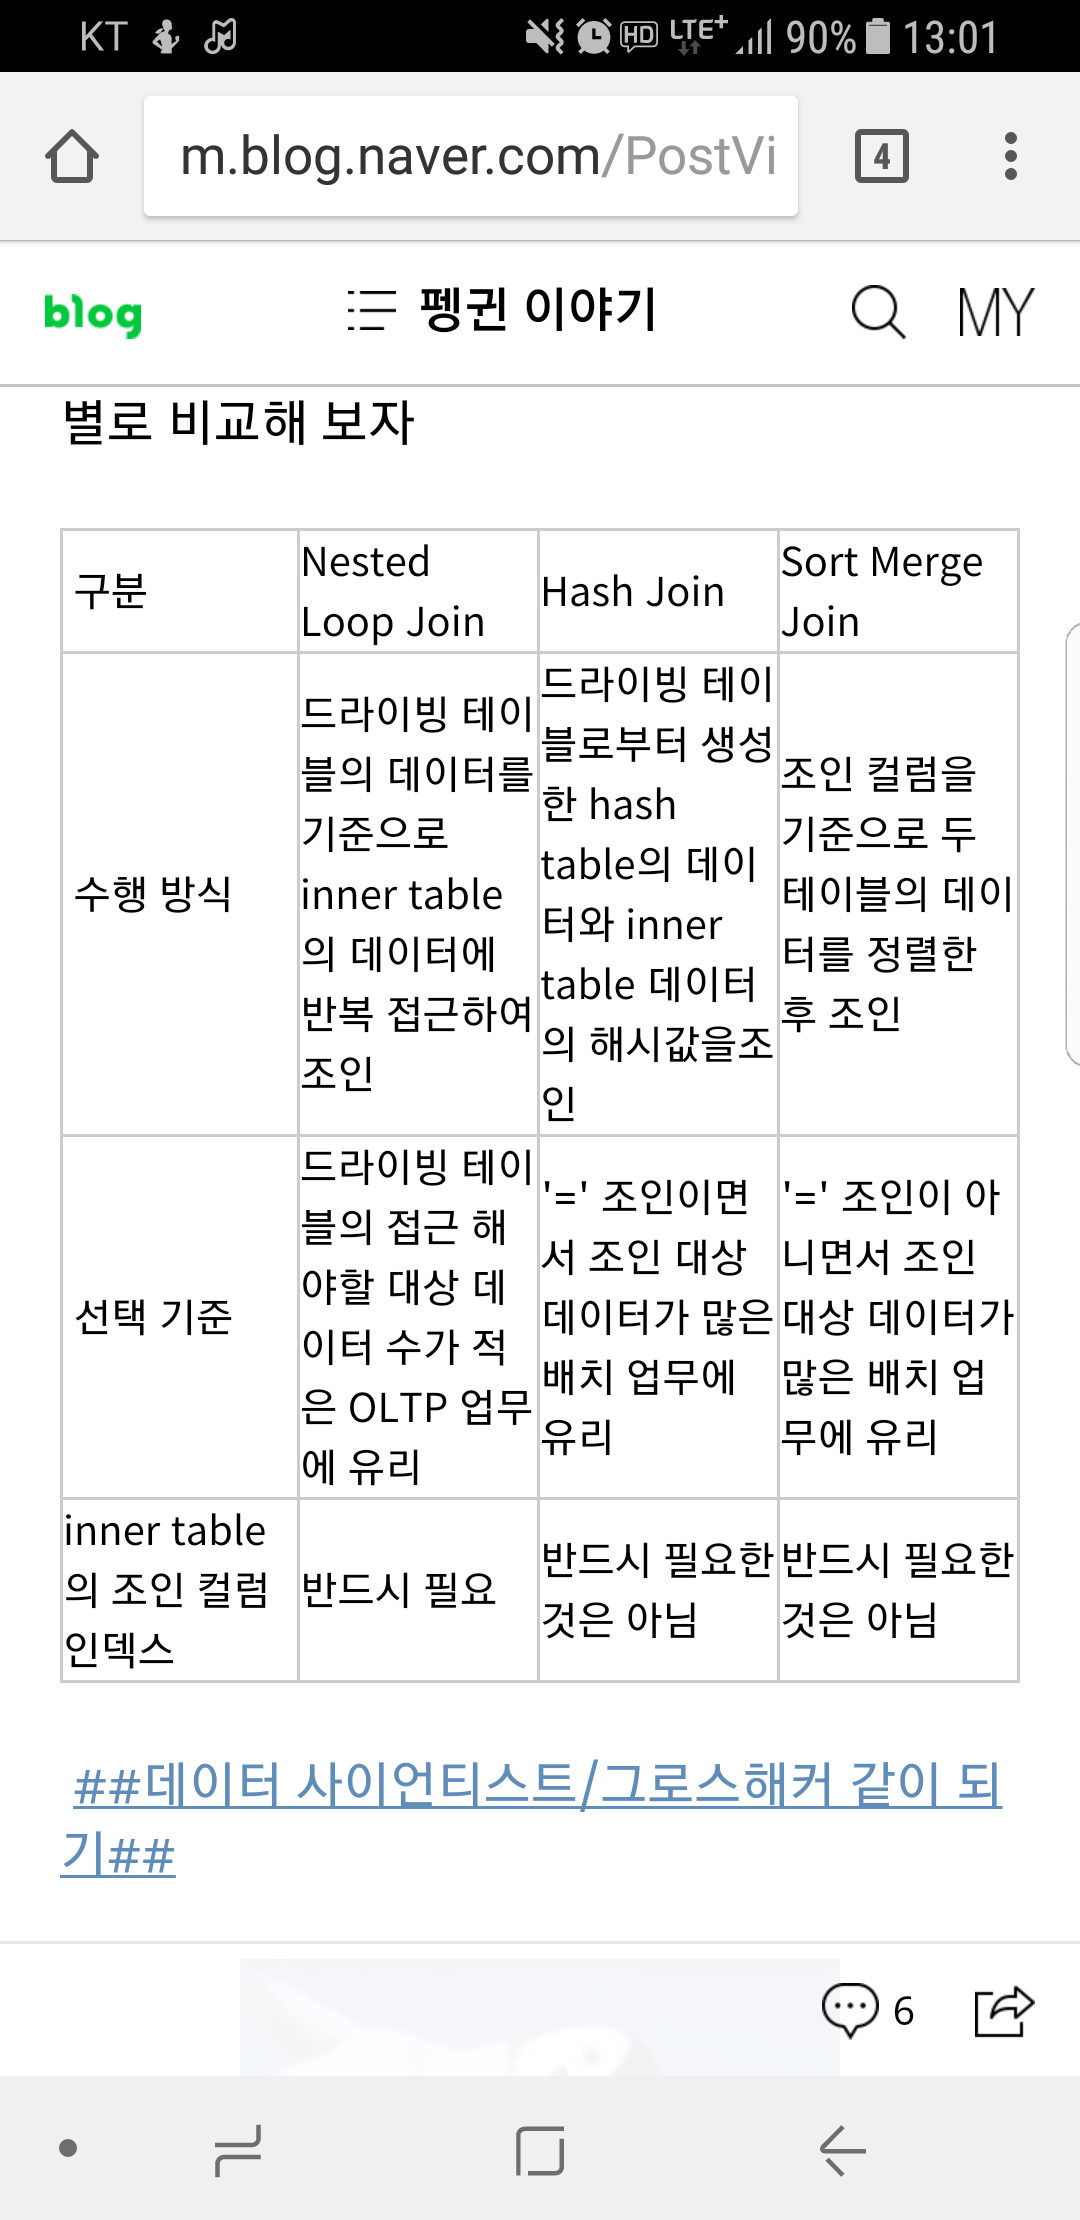 KT HD LTE+ 90% 13:01
m.blog.naver.com/PostVi 4
blog 펭귄 이야기 MY
별로 비교해 보자
구분
Nested
Loop Join
Hash Join
Sort Merge
Join
수행 방식
드라이빙 테이
블의 데이터를
기준으로
inner table
의 데이터에
반복 접근하여
조인
드라이빙 테이
블로부터 생성
한 hash
table의 데이
터와 inner
table 데이터
의 해시값을조
인
조인 컬럼을
기준으로 두
테이블의 데이
터를 정렬한
후 조인
선택 기준
드라이빙 테이
블의 접근 해
야할 대상 데
이터 수가 적
은 OLTP 업무
에 유리
'=' 조인이면
서 조인 대상
데이터가 많은
배치 업무에
유리
'=' 조인이 아
니면서 조인
대상 데이터가
많은 배치 업
무에 유리
inner table
의 조인 컬럼
인덱스
반드시 필요
반드시 필요한
것은 아님
반드시 필요한
것은 아님
##데이터 사이언티스트/그로스해커 같이 되
기##
6